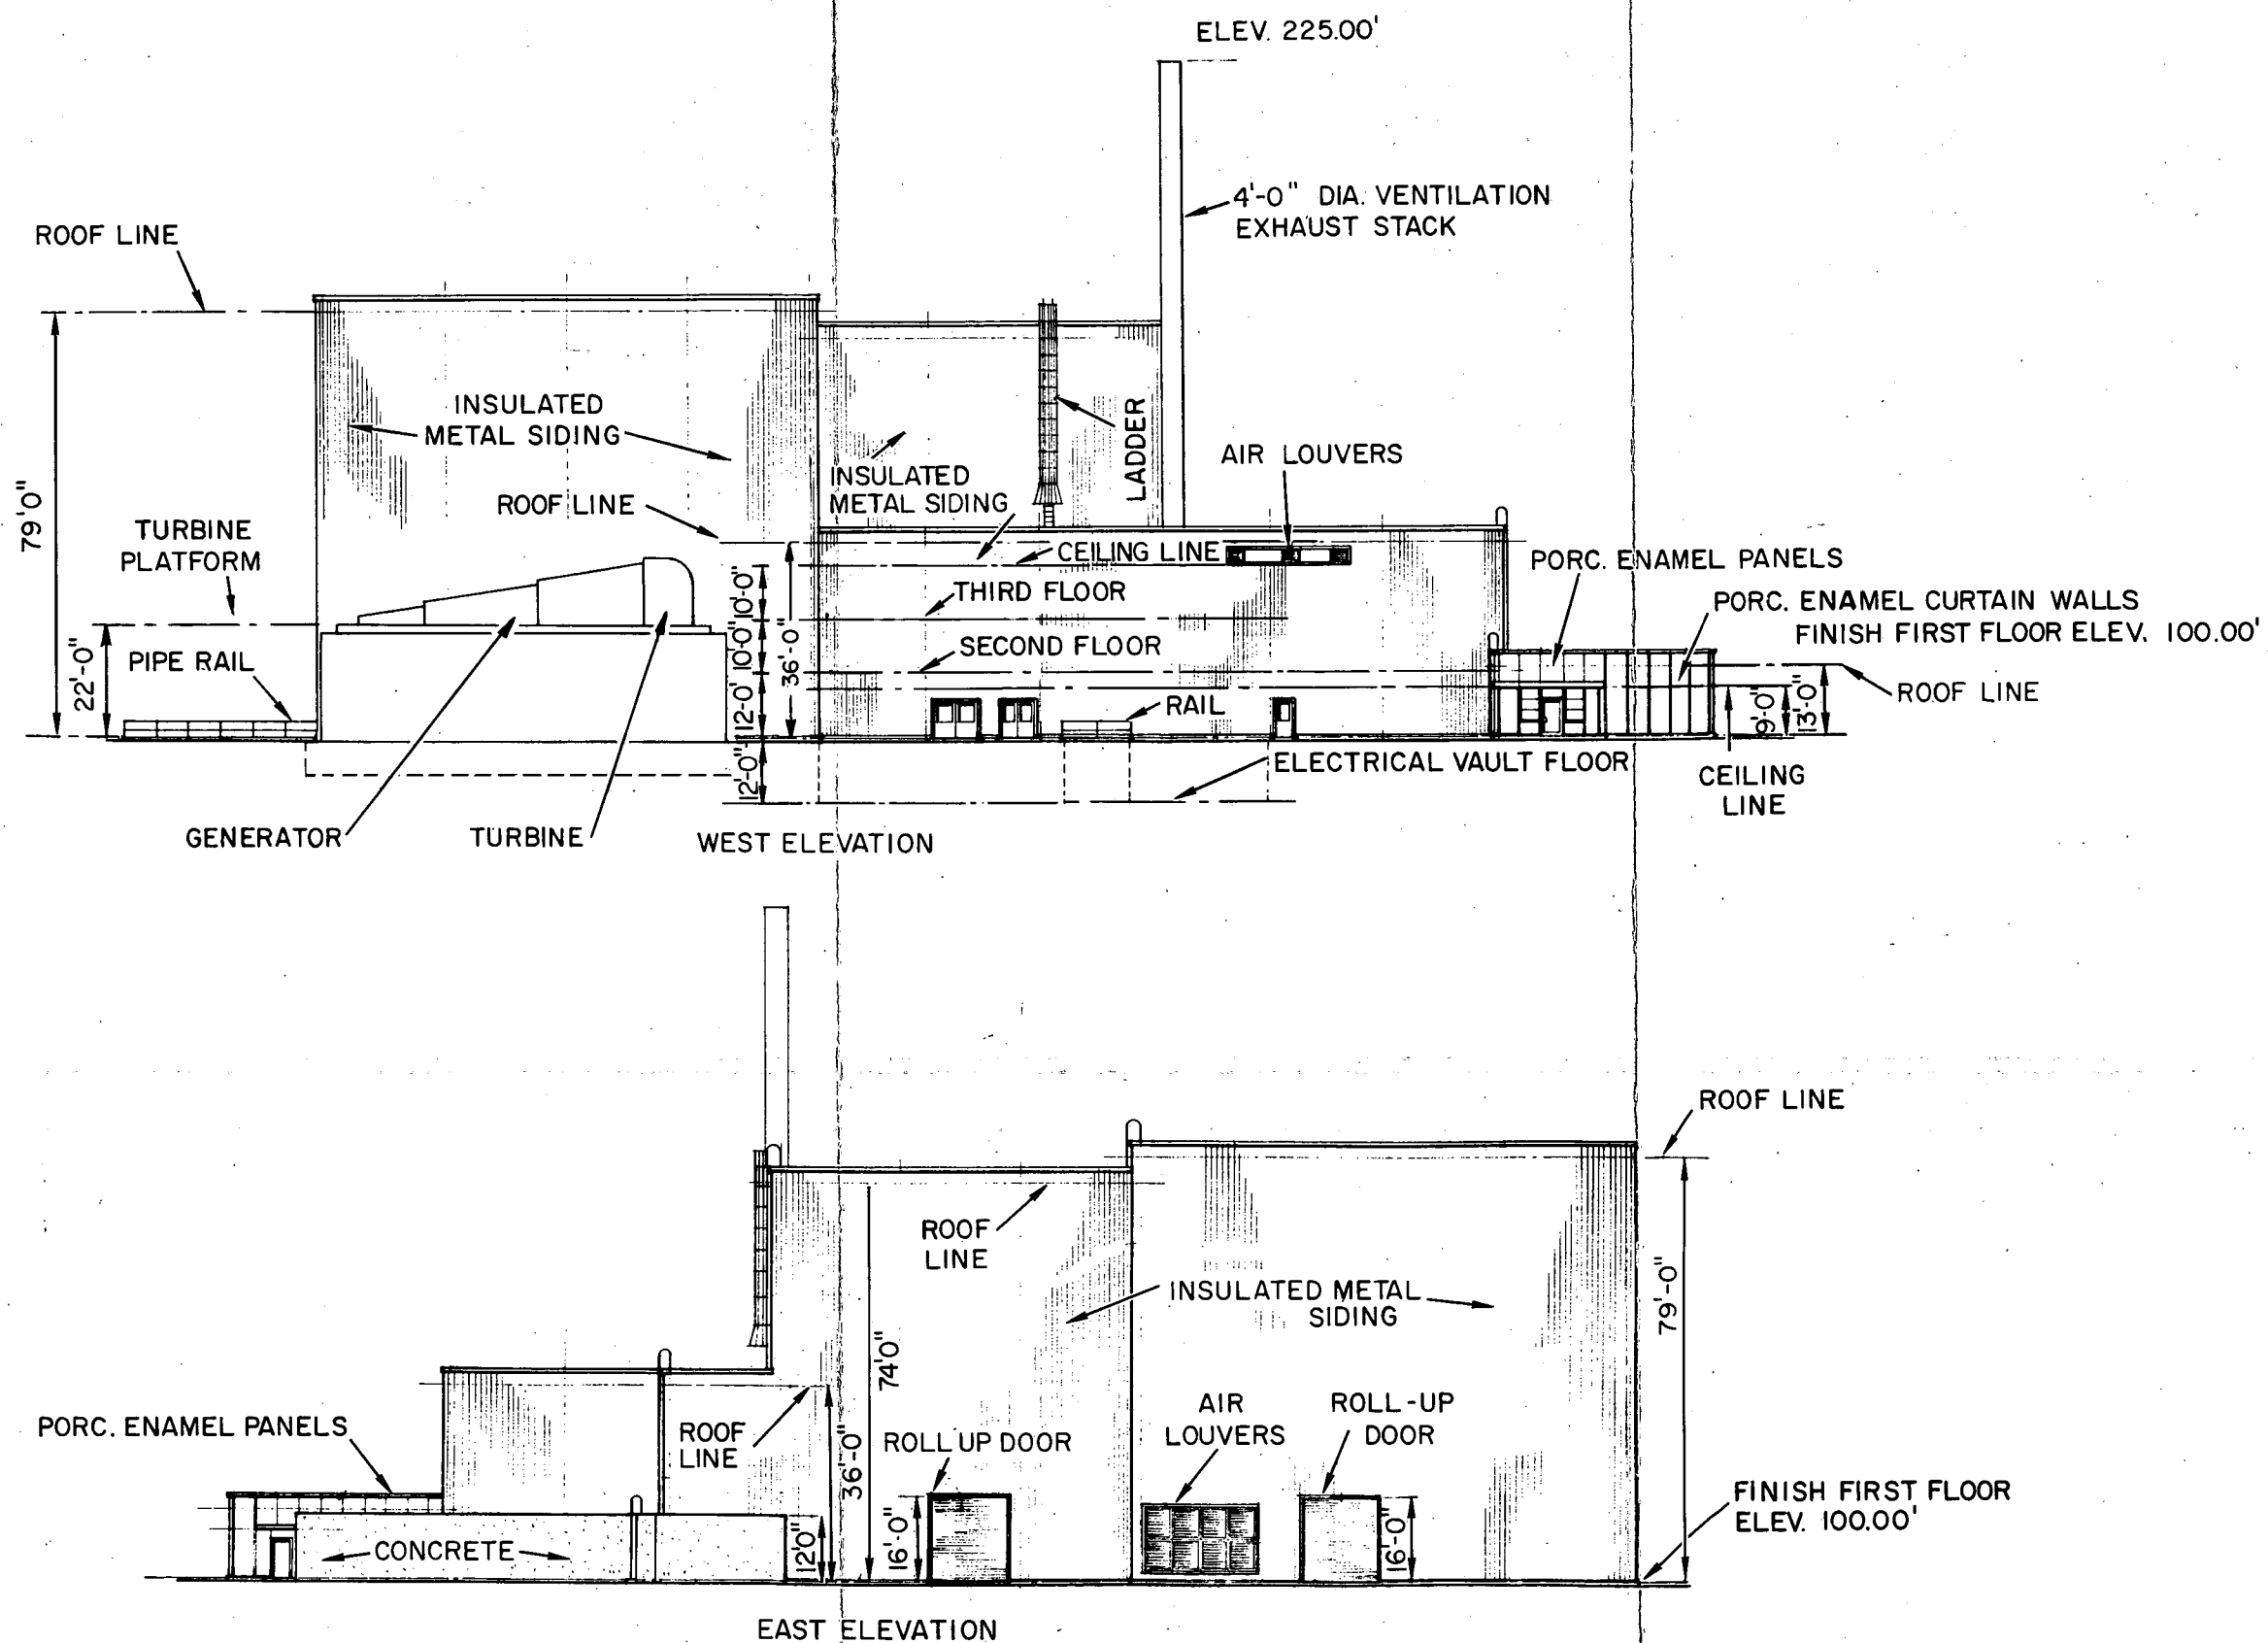 ELEV. 225.00'
4'-0" DIA. VENTILATION
EXHAUST STACK
ROOF LINE
INSULATED
METAL SIDING
LADDER
AIR LOUVERS
INSULATED
METAL SIDING
79'0"
ROOF LINE
TURBINE
PLATFORM
CEILING LINE
PORC. ENAMEL PANELS
10'-0"
THIRD FLOOR
PORC. ENAMEL CURTAIN WALLS
FINISH FIRST FLOOR ELEV. 100.00'
10'-0"
36'-0"
SECOND FLOOR
22'-0"
PIPE RAIL
ROOF LINE
12'-0'
RAIL
9'-0"
13'-0"
12'-0"
ELECTRICAL VAULT FLOOR
CEILING
LINE
GENERATOR
TURBINE
WEST ELEVATION
ROOF LINE
ROOF
LINE
INSULATED METAL
SIDING
79'-0"
74'0"
PORC. ENAMEL PANELS
ROOF
LINE
36'-0"
ROLL UP DOOR
AIR
LOUVERS
ROLL-UP
DOOR
FINISH FIRST FLOOR
ELEV. 100.00'
CONCRETE
12'0"
16'-0"
16'-0"
EAST ELEVATION